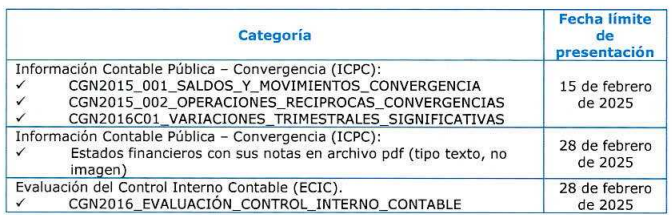 Categoría
Fecha límite
de
presentación
Información Contable Pública – Convergencia (ICPC):
✓ CGN2015_001_SALDOS_Y_MOVIMIENTOS_CONVERGENCIA
✓ CGN2015_002_OPERACIONES_RECIPROCAS_CONVERGENCIAS
✓ CGN2016C01_VARIACIONES_TRIMESTRALES_SIGNIFICATIVAS
15 de febrero
de 2025
Información Contable Pública – Convergencia (ICPC):
✓ Estados financieros con sus notas en archivo pdf (tipo texto, no
imagen)
28 de febrero
de 2025
Evaluación del Control Interno Contable (ECIC).
✓ CGN2016_EVALUACIÓN_CONTROL_INTERNO_CONTABLE
28 de febrero
de 2025